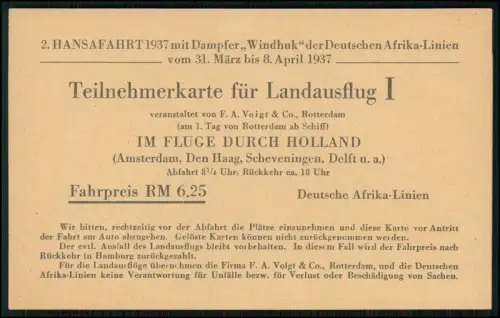 2. HANSAFAHRT 1937 mit Dampfer „Windhuk" der Deutschen Afrika-Linien
vom 31. März bis 8. April 1937
Teilnehmerkarte für Landausflug I
veranstaltet von F. A. Voigt & Co., Rotterdam
(am 1. Tag von Rotterdam ab Schiff)
IM FLUGE DURCH HOLLAND
(Amsterdam, Den Haag, Scheveningen, Delft u. a.)
Abfahrt 8¼ Uhr, Rückkehr ca. 18 Uhr
Fahrpreis RM 6,25 Deutsche Afrika-Linien
Wir bitten, rechtzeitig vor der Abfahrt die Plätze einzunehmen und diese Karte vor Antritt
der Fahrt am Auto abzugeben. Gelöste Karten können nicht zurückgenommen werden.
Der evtl. Ausfall des Landausflugs bleibt vorbehalten. In diesem Fall wird der Fahrpreis nach
Rückkehr in Hamburg zurückgezahlt.
Für die Landausflüge übernehmen die Firma F. A. Voigt & Co., Rotterdam, und die Deutschen
Afrika-Linien keine Verantwortung für Unfälle bezw. für Verlust oder Beschädigung von Sachen.